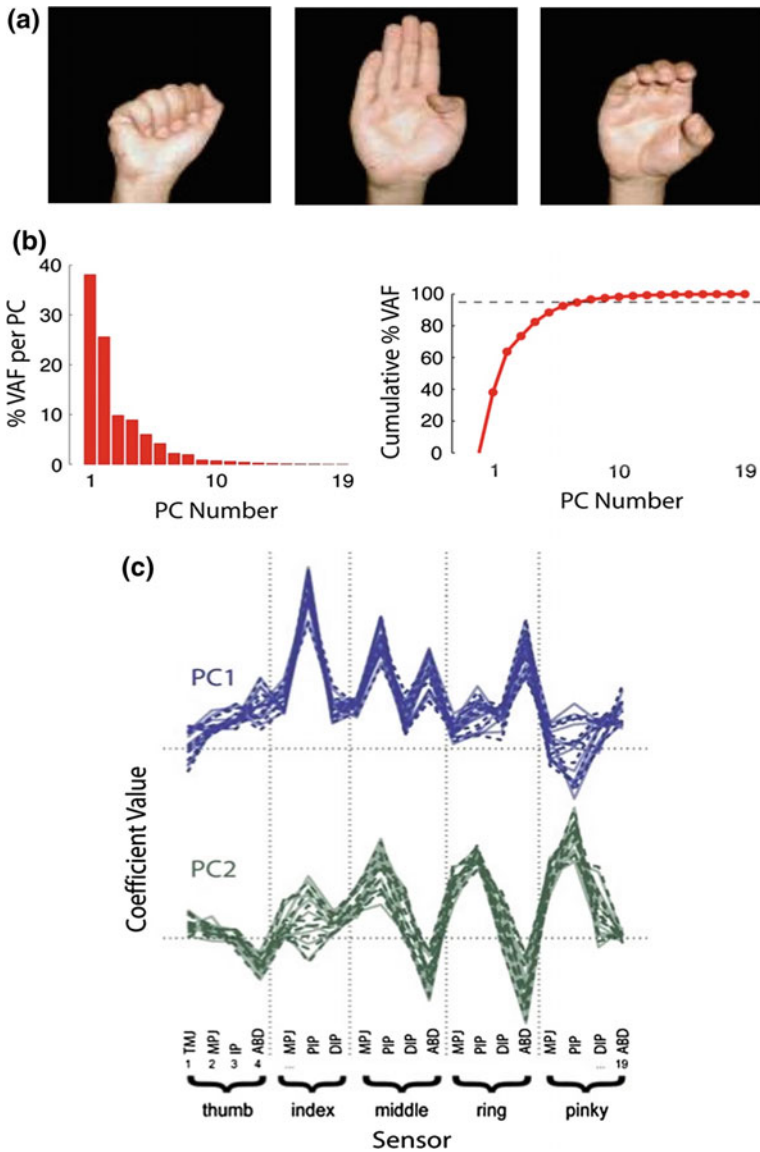 (a)
(b)
40
30
20
10
0
% VAF per PC
1 10 19
PC Number
100
80
60
40
20
0
Cumulative % VAF
1 10 19
PC Number
(c)
PC1
PC2
Coefficient Value
TMJ MPJ IP ABD MPJ PIP DIP MPJ PIP DIP ABD MPJ PIP DIP ABD MPJ PIP DIP ABD
1 2 3 4 ... ... 19
thumb index middle ring pinky
Sensor